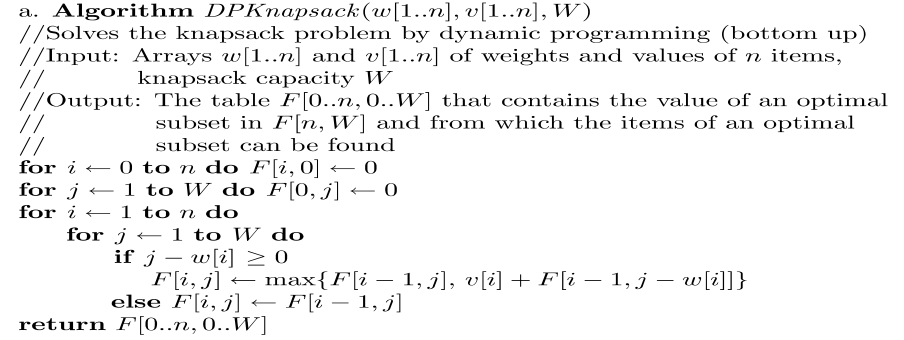 a. Algorithm DPKnapsack(w[1..n], v[1..n], W)
//Solves the knapsack problem by dynamic programming (bottom up)
//Input: Arrays w[1..n] and v[1..n] of weights and values of n items,
// knapsack capacity W
//Output: The table F[0..n, 0..W] that contains the value of an optimal
// subset in F[n, W] and from which the items of an optimal
// subset can be found
for i ← 0 to n do F[i, 0] ← 0
for j ← 1 to W do F[0, j] ← 0
for i ← 1 to n do
for j ← 1 to W do
if j − w[i] ≥ 0
F[i, j] ← max{F[i − 1, j], v[i] + F[i − 1, j − w[i]]}
else F[i, j] ← F[i − 1, j]
return F[0..n, 0..W]